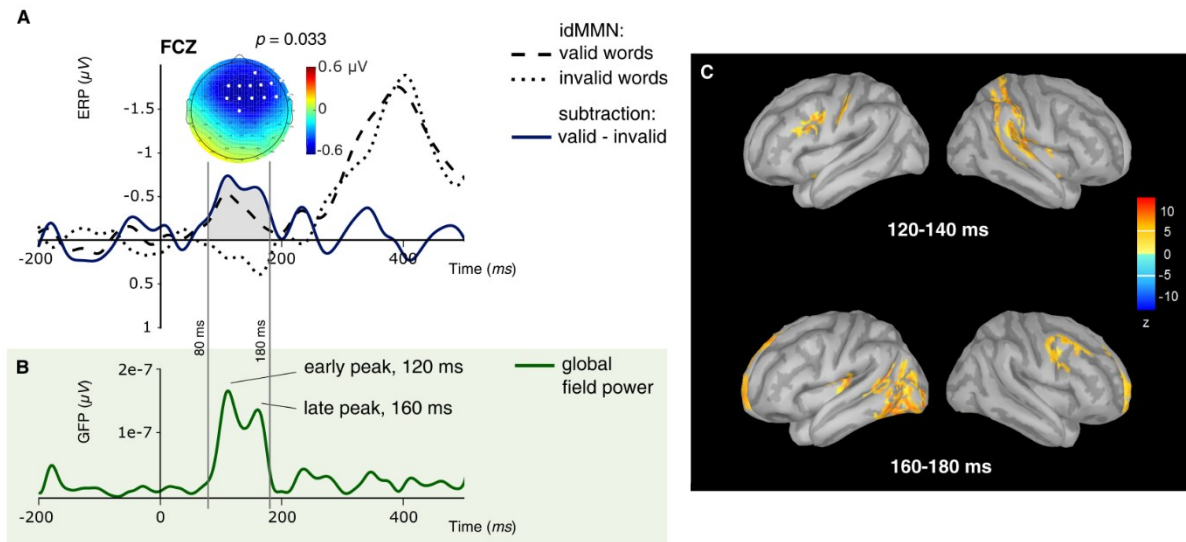 A
FCZ
p = 0.033
0.6 µV
-0.6
ERP (µV)
-1.5
-1
-0.5
0.5
1
-200
0
200
400
Time (ms)
80 ms
180 ms
idMMN:
valid words
invalid words
subtraction:
valid - invalid
B
GFP (µV)
2e-7
1e-7
early peak, 120 ms
late peak, 160 ms
global
field power
-200
0
200
400
Time (ms)
C
120-140 ms
160-180 ms
10
5
0
-5
-10
z